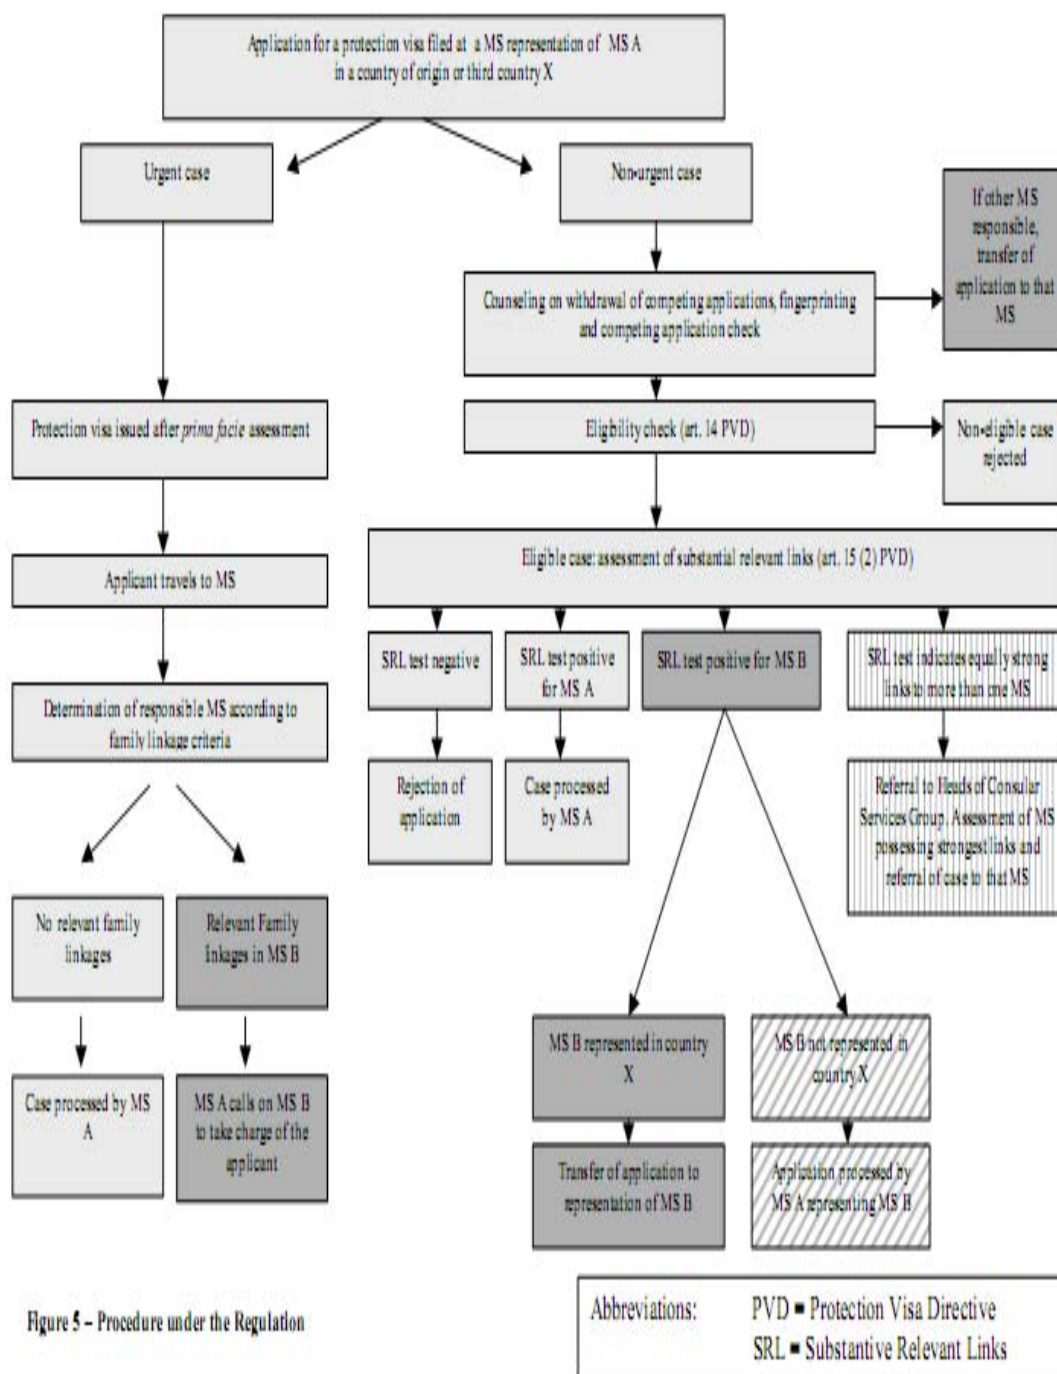 Application for a protection visa filed at a MS representation of MS A
in a country of origin or third country X
Urgent case
Non-urgent case
If other MS
responsible,
transfer of
application to that
MS
Counseling on withdrawal of competing applications, fingerprinting
and competing application check
Protection visa issued after prima facie assessment
Eligibility check (art. 14 PVD)
Non-eligible case
rejected
Applicant travels to MS
Eligible case: assessment of substantial relevant links (art. 15 (2) PVD)
SRL test negative
SRL test positive
for MS A
SRL test positive for MS B
SRL test indicates equally strong
links to more than one MS
Determination of responsible MS according to
family linkage criteria
Rejection of
application
Case processed
by MS A
Referral to Heads of Consular
Services Group. Assessment of MS
possessing strongest links and
referral of case to that MS
No relevant family
linkages
Relevant Family
linkages in MS B
MS B represented in country
X
MS B not represented in
country X
Case processed by MS
A
MS A calls on MS B
to take charge of the
applicant
Transfer of application to
representation of MS B
Application processed by
MS A representing MS B
Figure 5 – Procedure under the Regulation
Abbreviations: PVD = Protection Visa Directive
SRL = Substantive Relevant Links